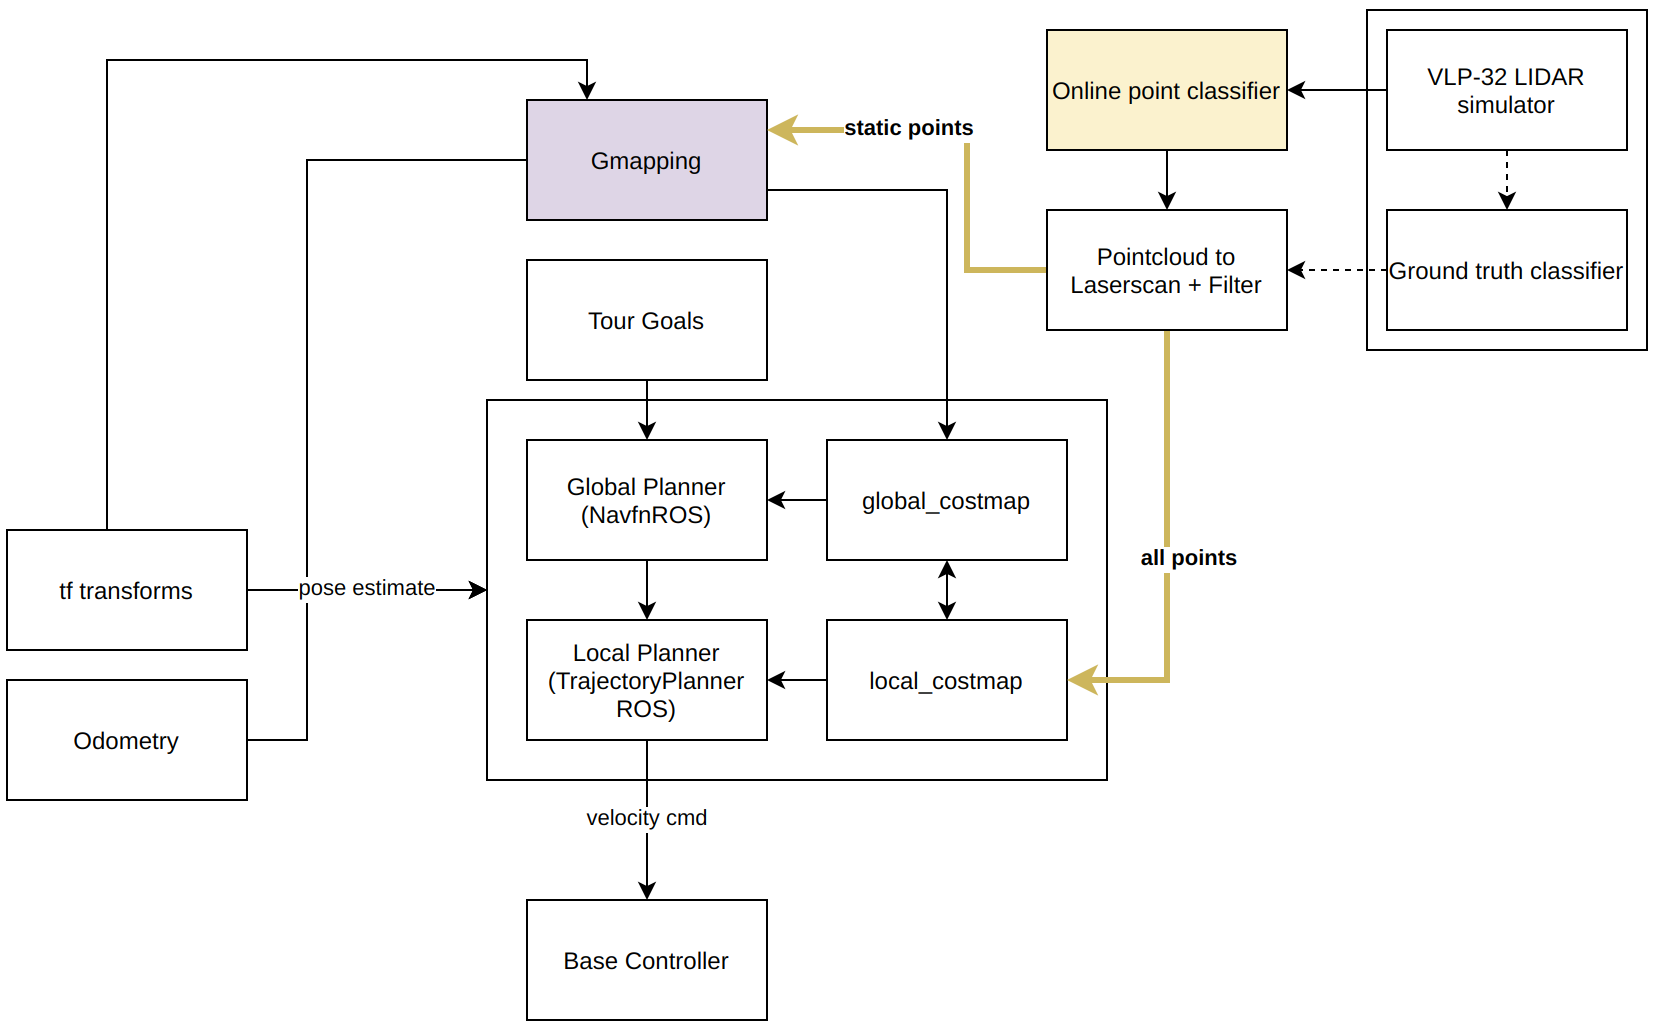 VLP-32 LIDAR
simulator
Online point classifier
static points
Gmapping
Pointcloud to
Laserscan + Filter
Ground truth classifier
Tour Goals
Global Planner
(NavfnROS)
global_costmap
all points
tf transforms
pose estimate
Local Planner
(TrajectoryPlanner
ROS)
local_costmap
Odometry
velocity cmd
Base Controller